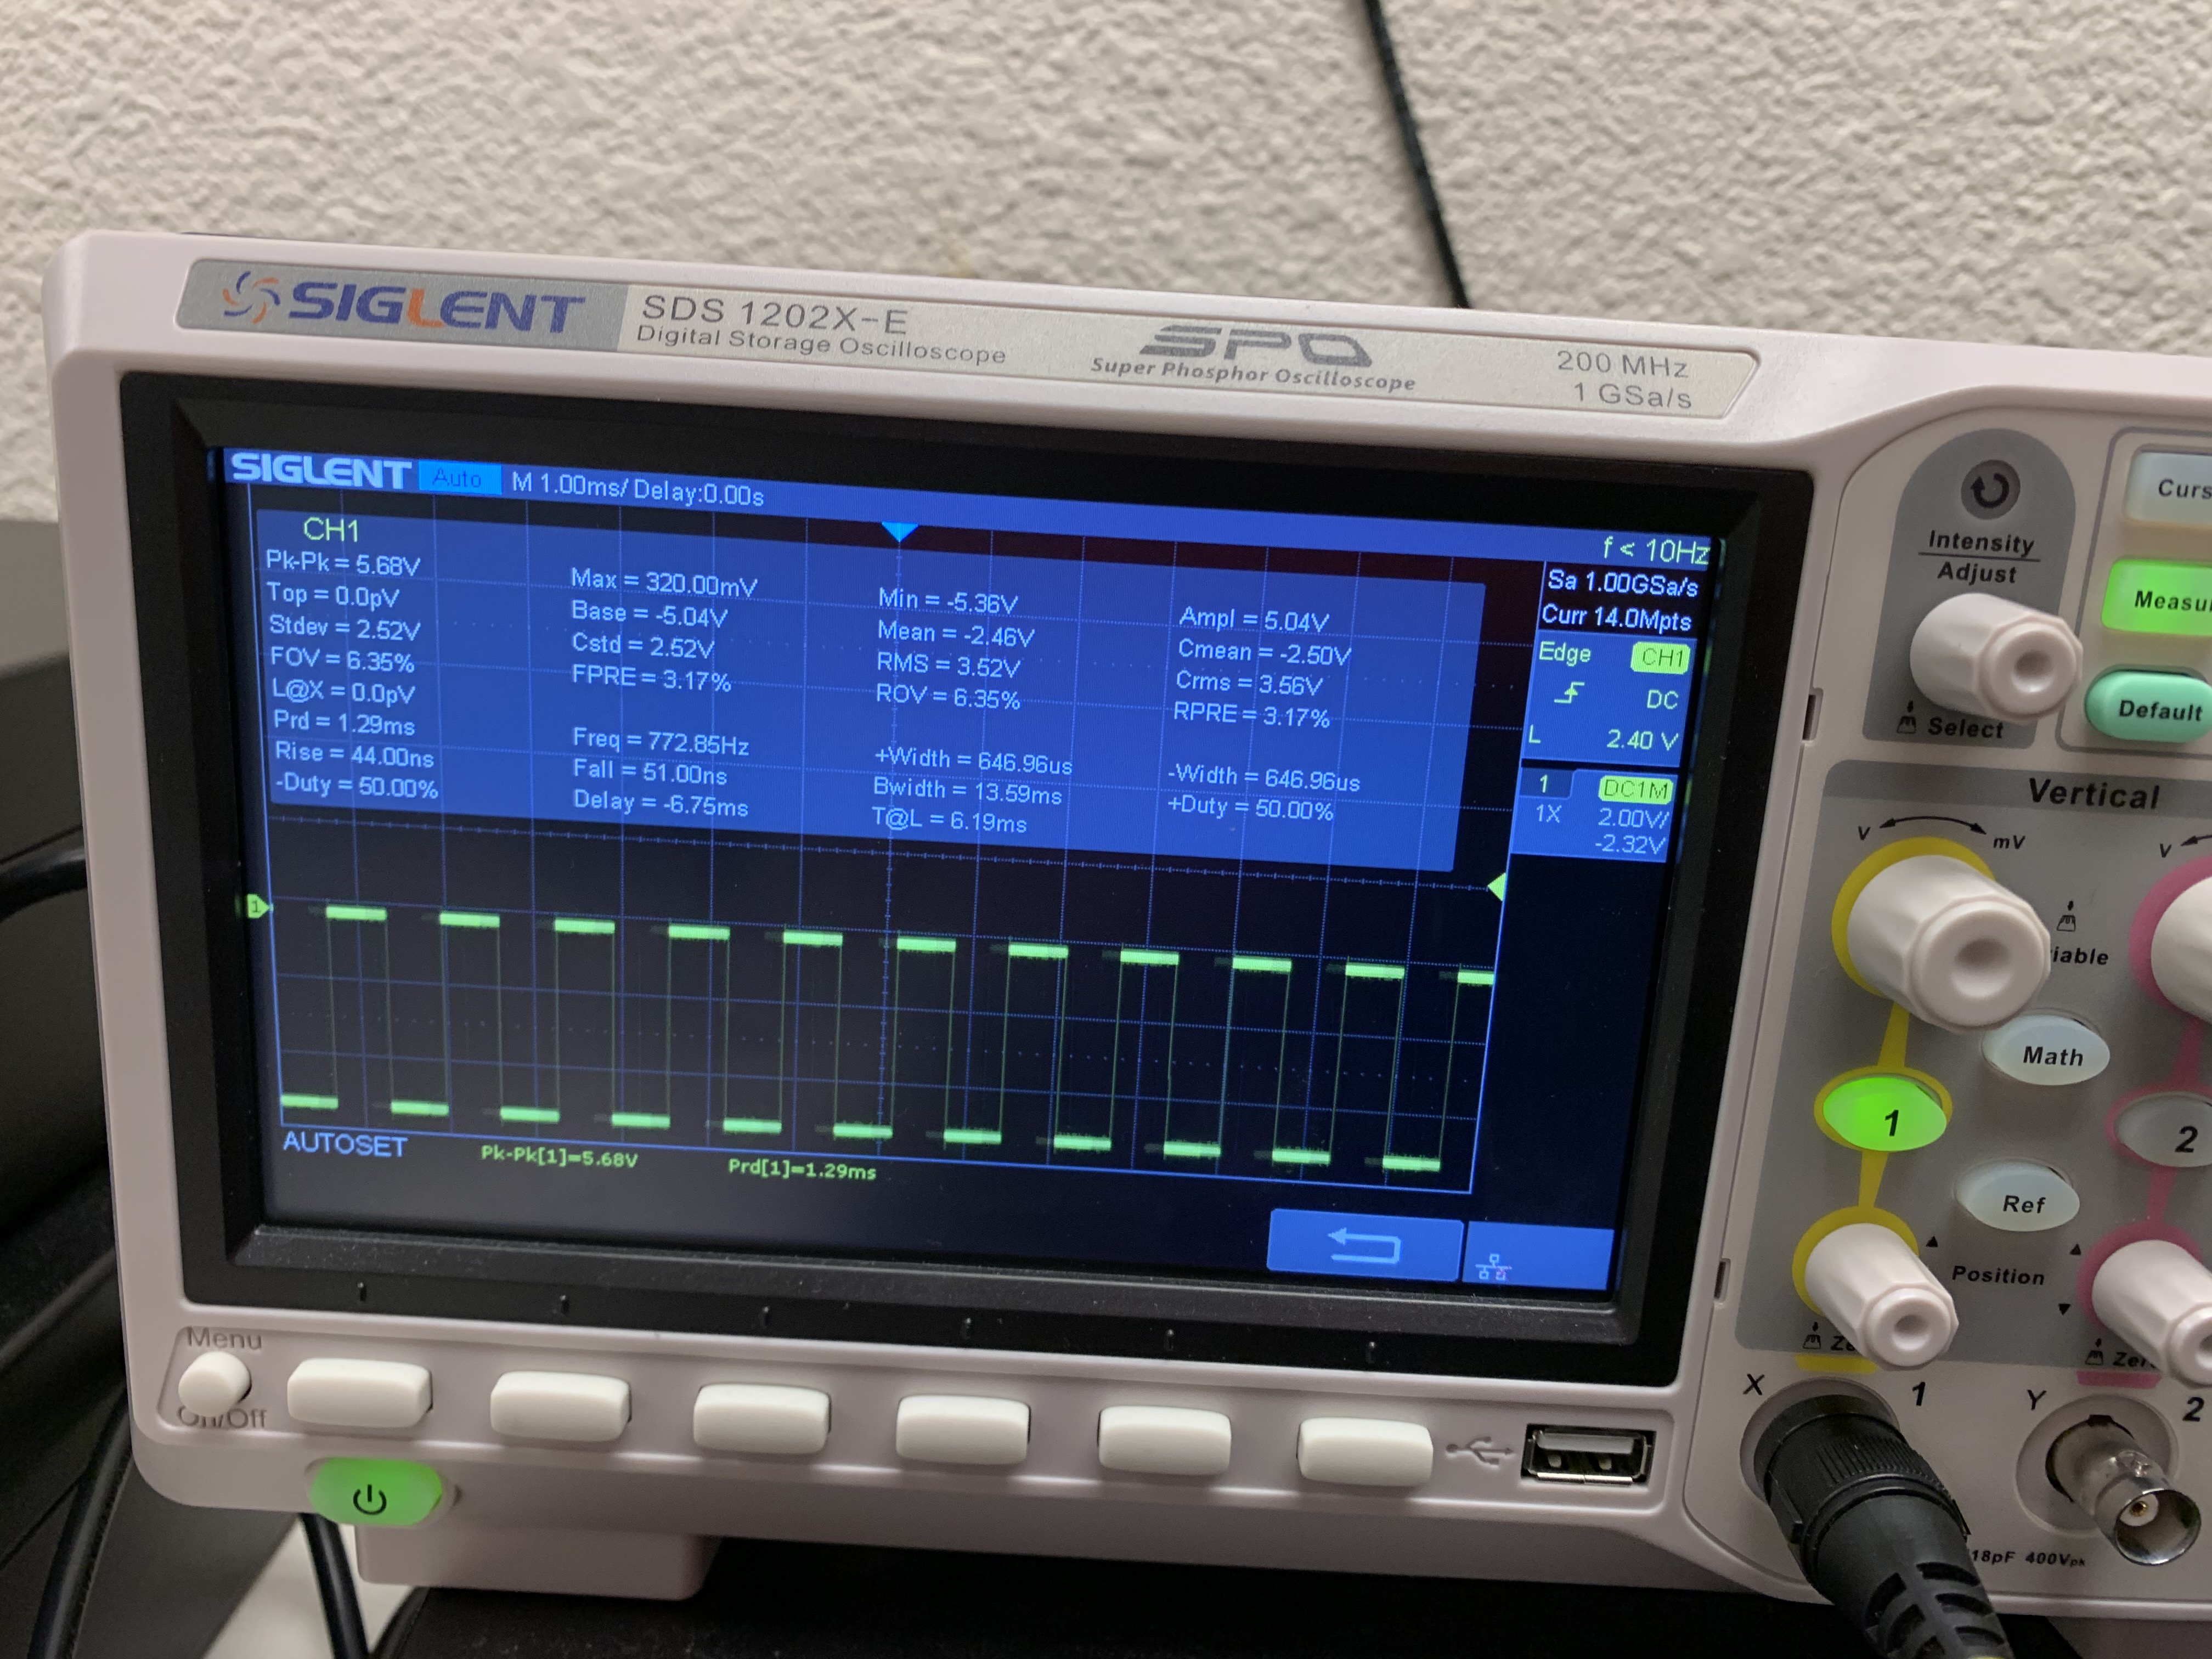 SIGLENT
SDS 1202X-E
Digital Storage Oscilloscope
SPO
Super Phosphor Oscilloscope
200 MHz
1 GSa/s
SIGLENT Auto M 1.00ms/ Delay:0.00s
f < 10Hz
CH1
Pk-Pk = 5.68V Max = 320.00mV Min = -5.36V Ampl = 5.04V
Top = 0.0pV Base = -5.04V Mean = -2.46V Cmean = -2.50V
Stdev = 2.52V Cstd = 2.52V RMS = 3.52V Crms = 3.56V
FOV = 6.35% FPRE = 3.17% ROV = 6.35% RPRE = 3.17%
L@X = 0.0pV
Prd = 1.29ms Freq = 772.85Hz +Width = 646.96us -Width = 646.96us
Rise = 44.00ns Fall = 51.00ns Bwidth = 13.59ms +Duty = 50.00%
-Duty = 50.00% Delay = -6.75ms T@L = 6.19ms
Sa 1.00GSa/s
Curr 14.0Mpts
Edge CH1
DC
L 2.40 V
1 DC1M
1X 2.00V/
-2.32V
1
AUTOSET Pk-Pk[1]=5.68V Prd[1]=1.29ms
Menu
On/Off
Intensity
Adjust
Select
Curs
Measu
Default
Vertical
V mV
V
iable
Math
1
2
Ref
Position
Ze
Zer
X 1
Y 2
18pF 400Vpk